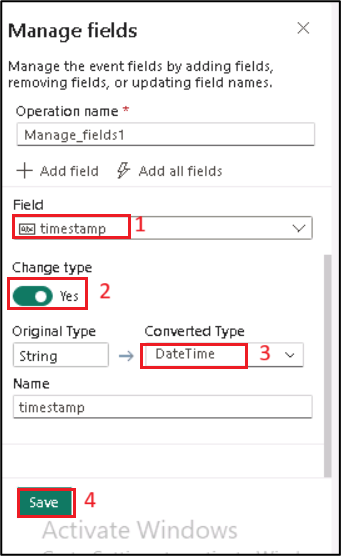 Manage fields
Manage the event fields by adding fields,
removing fields, or updating field names.
Operation name *
Manage_fields1
Add field Add all fields
Field
Abc timestamp 1
Change type
Yes 2
Original Type Converted Type
String → DateTime 3
Name
timestamp
Save 4
Activate Windows